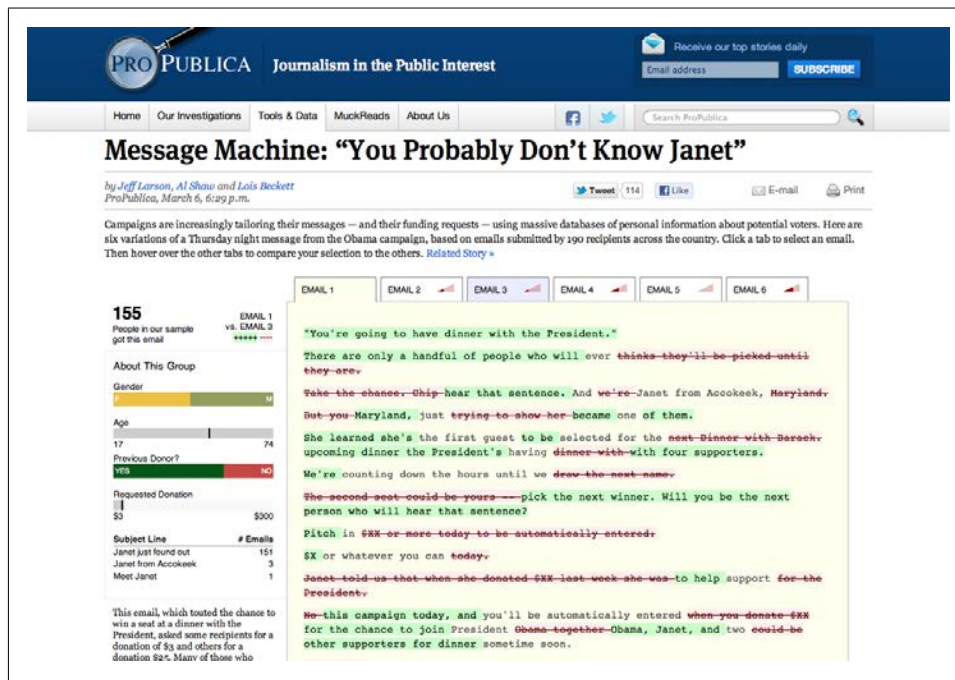 PRO PUBLICA Journalism in the Public Interest
Receive our top stories daily
Email address SUBSCRIBE
Home Our Investigations Tools & Data MuckReads About Us Search ProPublica
Message Machine: “You Probably Don’t Know Janet”
by Jeff Larson, Al Shaw and Lois Beckett
ProPublica, March 6, 6:29 p.m.
Tweet 114 Like E-mail Print
Campaigns are increasingly tailoring their messages — and their funding requests — using massive databases of personal information about potential voters. Here are
six variations of a Thursday night message from the Obama campaign, based on emails submitted by 190 recipients across the country. Click a tab to select an email.
Then hover over the other tabs to compare your selection to the others. Related Story »
EMAIL 1 EMAIL 2 EMAIL 3 EMAIL 4 EMAIL 5 EMAIL 6
155
People in our sample
got this email
EMAIL 1
vs. EMAIL 3
+++++ ----
About This Group
Gender
F M
Age
17 74
Previous Donor?
YES NO
Requested Donation
$3 $300
Subject Line # Emails
Janet just found out 151
Janet from Accokeek 3
Meet Janet 1
This email, which touted the chance to
win a seat at a dinner with the
President, asked some recipients for a
donation of $3 and others for a
donation $25. Many of those who
"You're going to have dinner with the President."
There are only a handful of people who will ever thinks they'll be picked until
they are.
Take the chance. Chip hear that sentence. And we're Janet from Accokeek, Maryland.
But you Maryland, just trying to show her became one of them.
She learned she's the first guest to be selected for the next Dinner with Barack.
upcoming dinner the President's having dinner with with four supporters.
We're counting down the hours until we draw the next name.
The second seat could be yours -- pick the next winner. Will you be the next
person who will hear that sentence?
Pitch in $XX or more today to be automatically entered.
$X or whatever you can today.
Janet told us that when she donated $XX last week she was to help support for the
President.
No this campaign today, and you'll be automatically entered when you donate $XX
for the chance to join President Obama together Obama, Janet, and two could be
other supporters for dinner sometime soon.